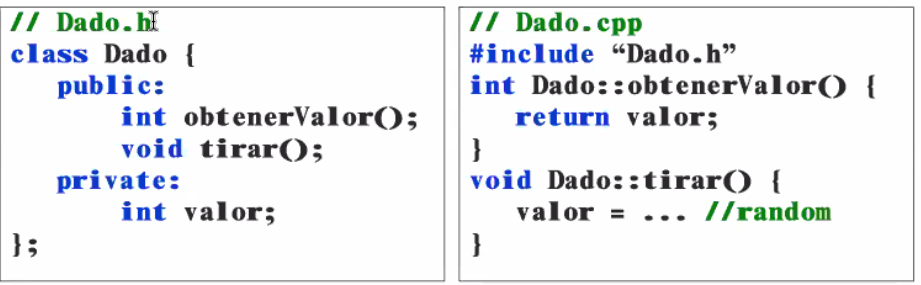 // Dado.h
class Dado {
public:
int obtenerValor();
void tirar();
private:
int valor;
};
// Dado.cpp
#include “Dado.h”
int Dado::obtenerValor() {
return valor;
}
void Dado::tirar() {
valor = ... //random
}